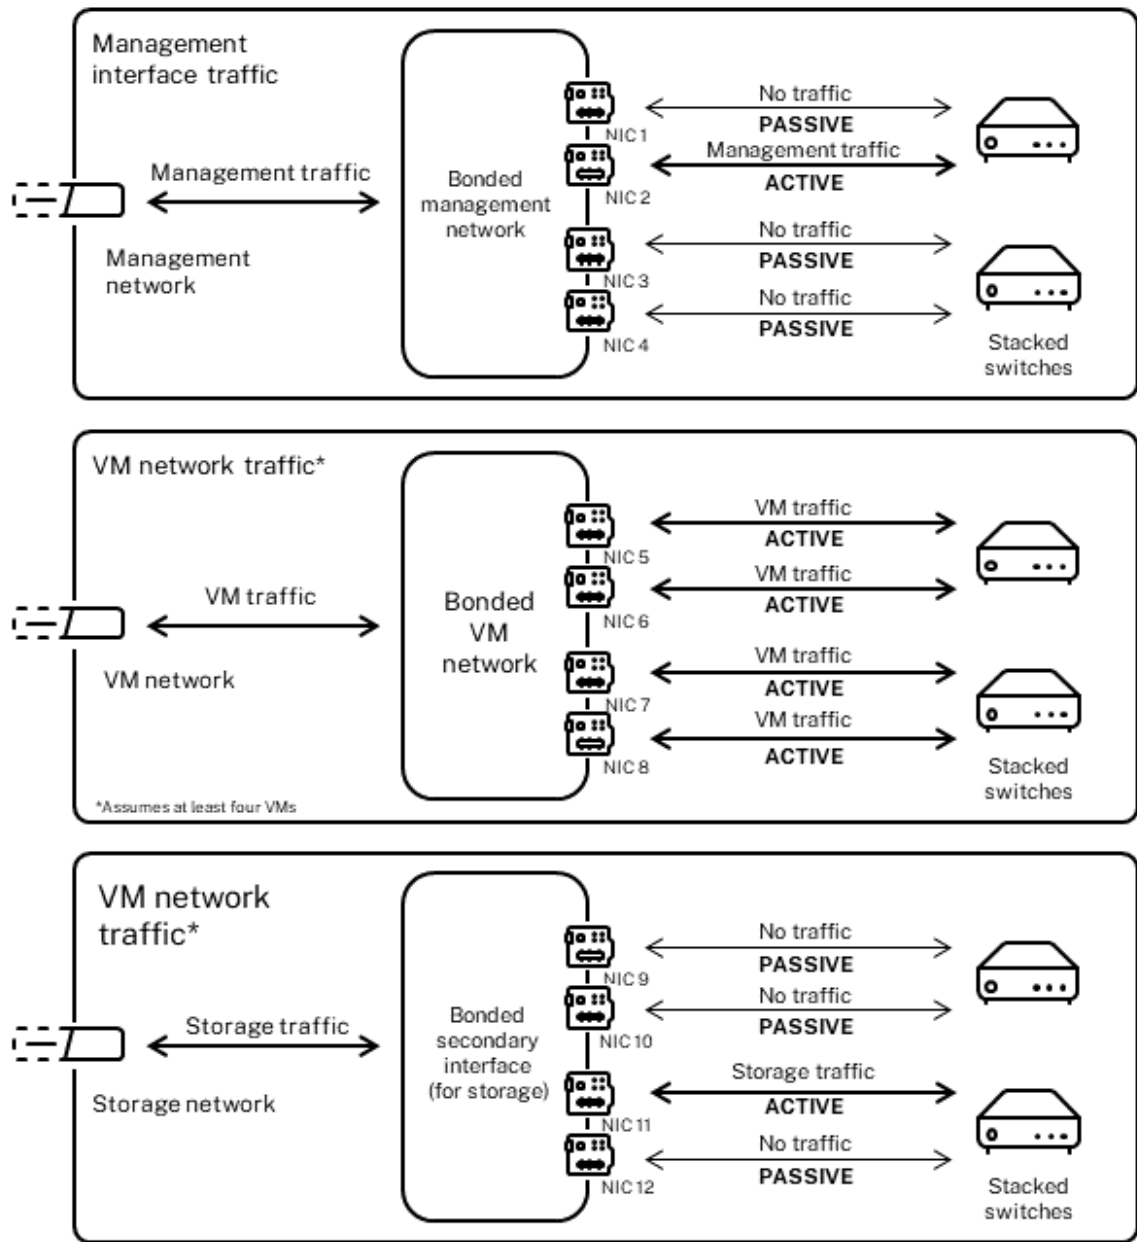 Management
interface traffic
No traffic
PASSIVE
NIC 1
Management traffic
ACTIVE
NIC 2
Management traffic
Bonded
management
network
Management
network
No traffic
PASSIVE
NIC 3
No traffic
PASSIVE
NIC 4
Stacked
switches
VM network traffic*
VM traffic
ACTIVE
NIC 5
VM traffic
ACTIVE
NIC 6
VM traffic
Bonded
VM
network
VM network
VM traffic
ACTIVE
NIC 7
VM traffic
ACTIVE
NIC 8
Stacked
switches
*Assumes at least four VMs
VM network
traffic*
No traffic
PASSIVE
NIC 9
No traffic
PASSIVE
NIC 10
Storage traffic
Bonded
secondary
interface
(for storage)
Storage network
Storage traffic
ACTIVE
NIC 11
No traffic
PASSIVE
NIC 12
Stacked
switches